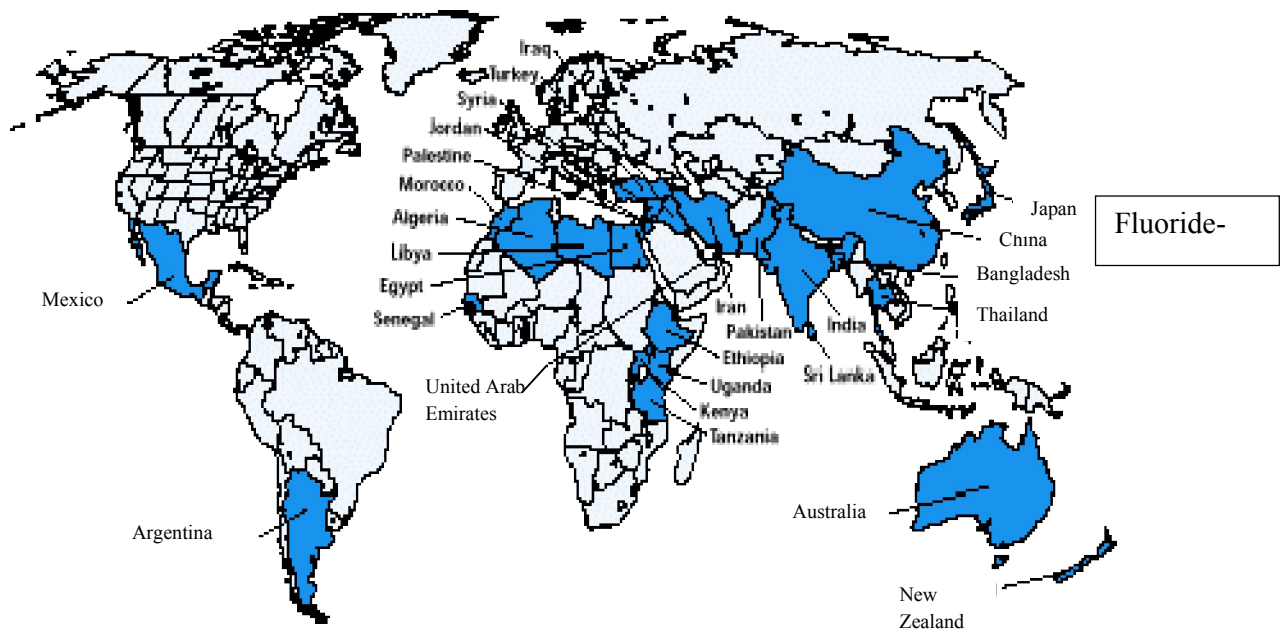 Iraq
Turkey
Syria
Jordan
Palestine
Morocco
Algeria
Libya
Egypt
Senegal
United Arab
Emirates
Mexico
Argentina
Iran
Pakistan
India
Ethiopia
Sri Lanka
Uganda
Kenya
Tanzania
Japan
China
Bangladesh
Thailand
Australia
New
Zealand
Fluoride-